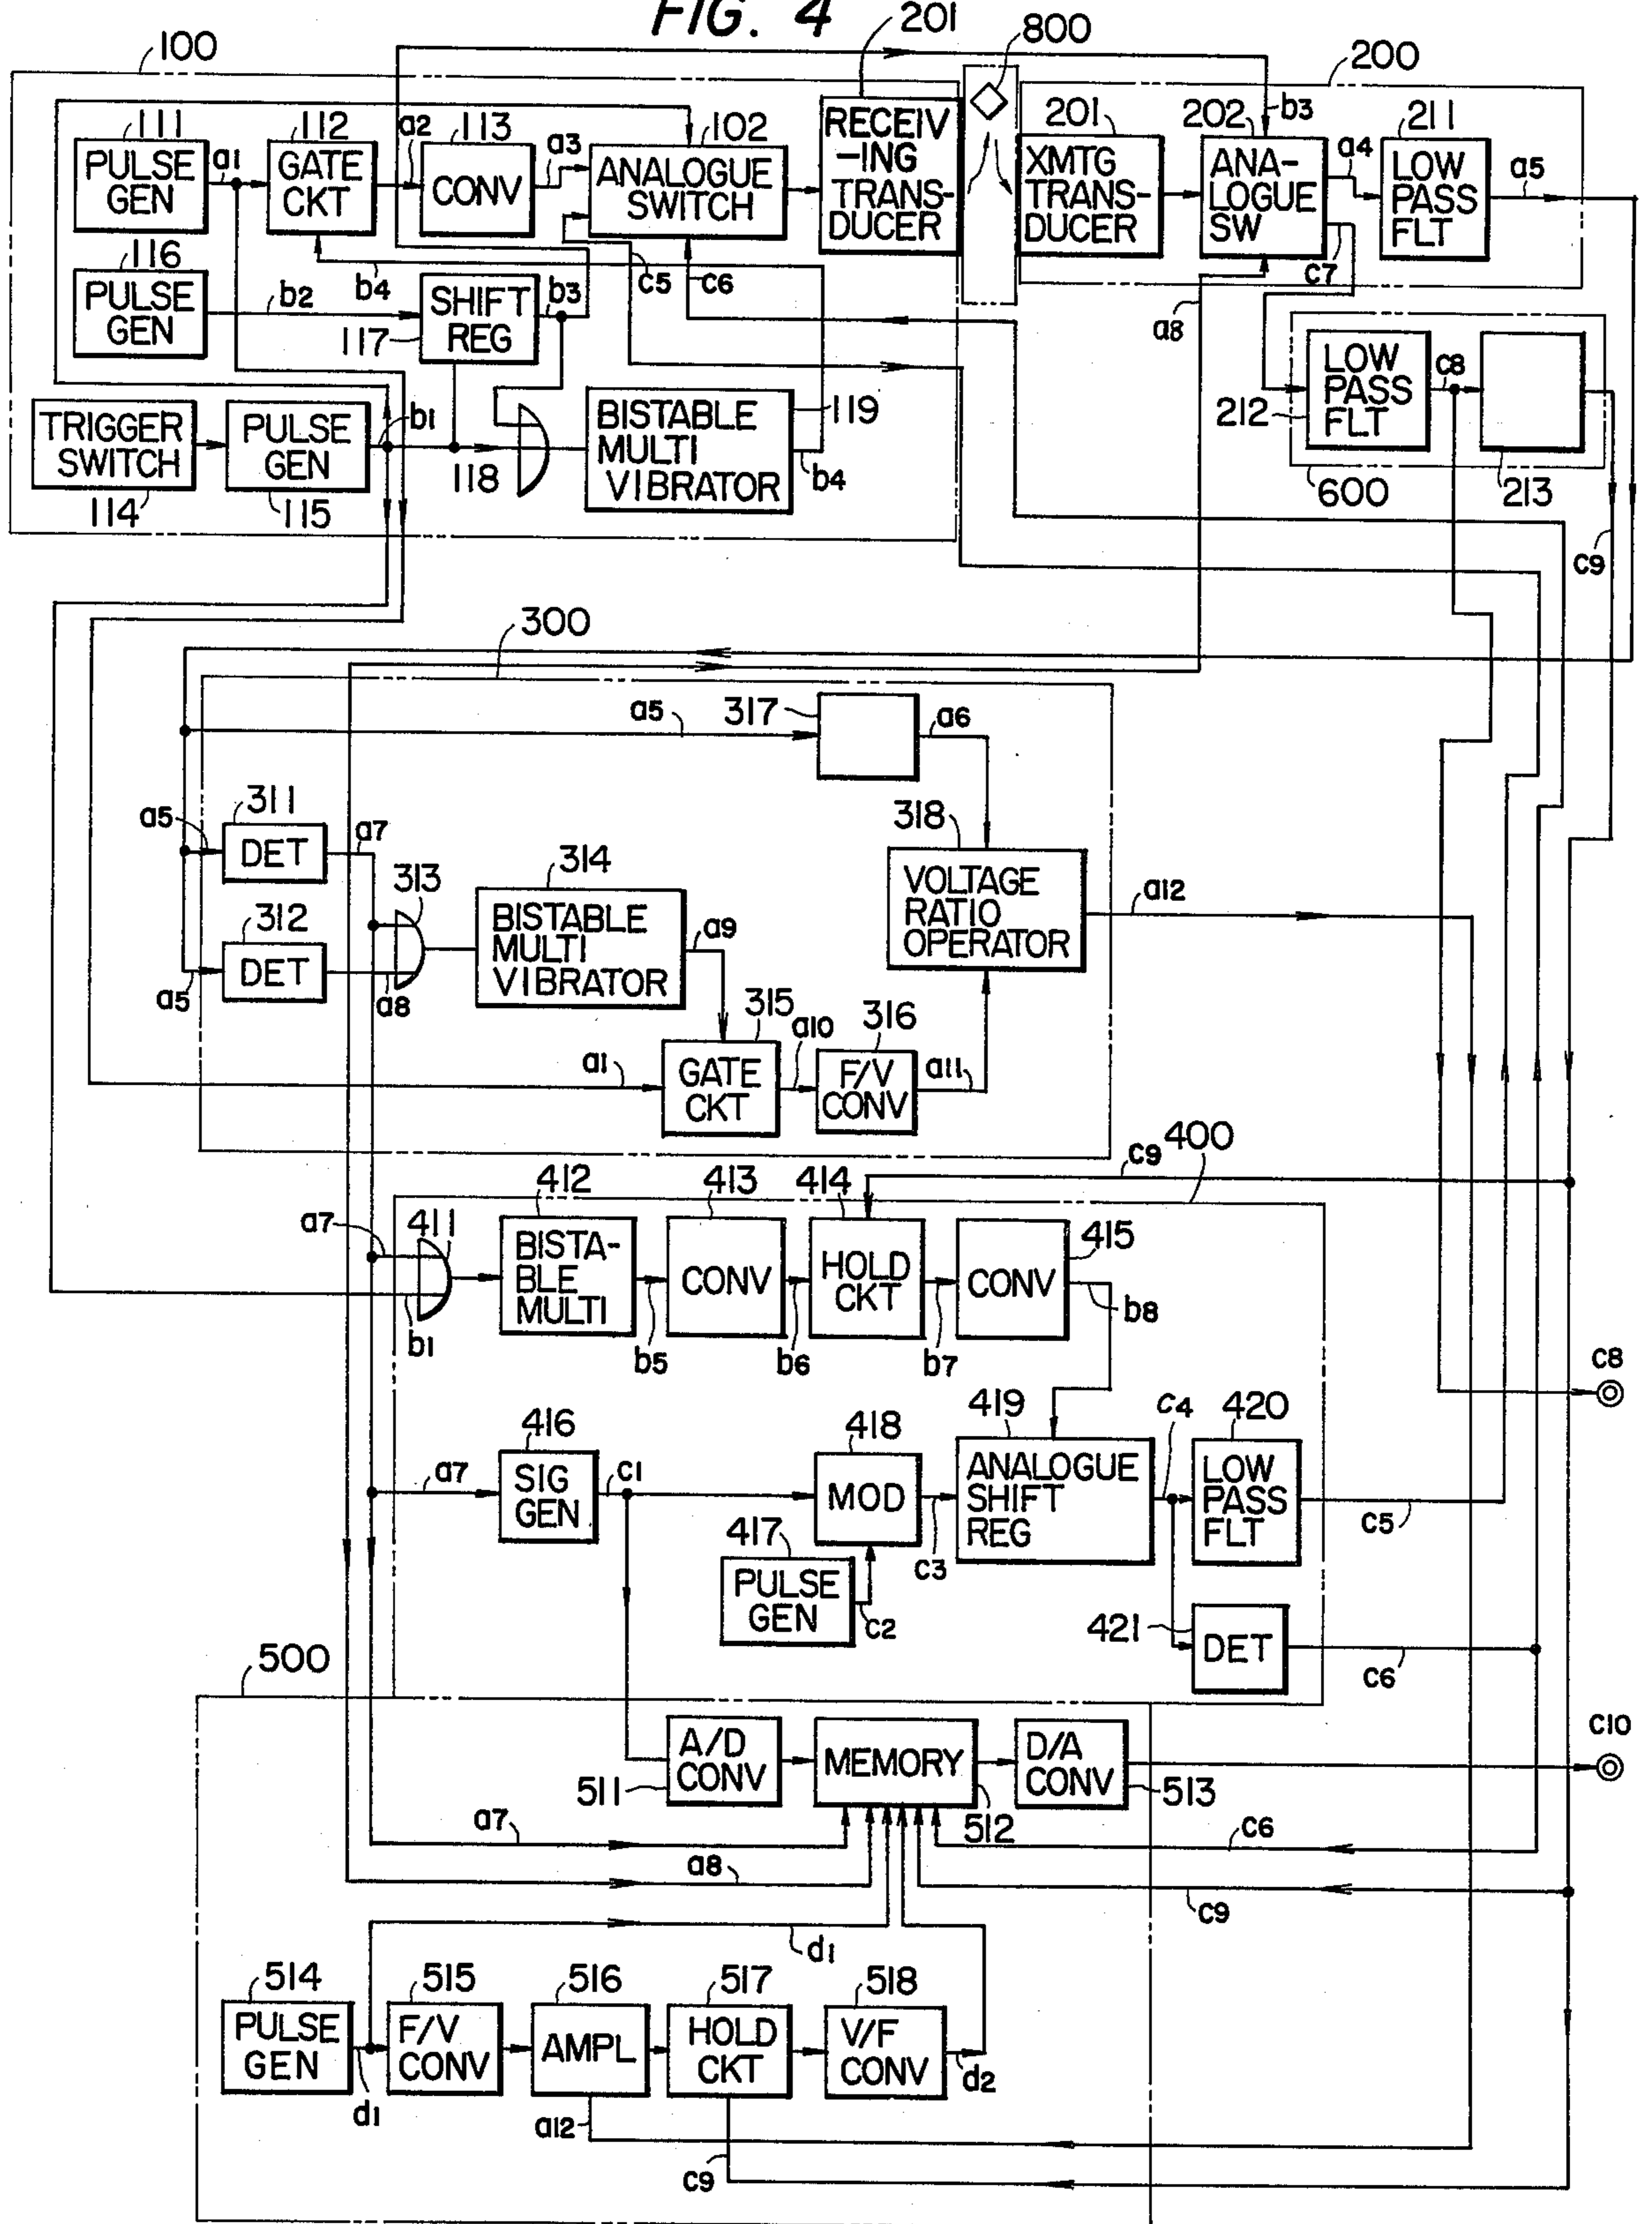 FIG. 4
100
201
800
200
111
112
a2
113
102
RECEIV
-ING
TRANS-
DUCER
201
202
b3
211
PULSE
GEN
a1
GATE
CKT
CONV
a3
ANALOGUE
SWITCH
XMTG
TRANS-
DUCER
ANA-
LOGUE
SW
a4
LOW
PASS
FLT
a5
116
PULSE
GEN
b2
b4
SHIFT
REG
b3
c5
c6
a8
c7
117
LOW
PASS
FLT
c8
212
600
213
TRIGGER
SWITCH
PULSE
GEN
b1
118
BISTABLE
MULTI
VIBRATOR
119
b4
114
115
c9
300
a5
317
a6
311
a5
DET
a7
313
318
VOLTAGE
RATIO
OPERATOR
a12
312
DET
a5
a8
314
BISTABLE
MULTI
VIBRATOR
a9
315
a10
316
a1
GATE
CKT
F/V
CONV
a11
c9
400
412
413
414
a7
411
BISTA-
BLE
MULTI
CONV
HOLD
CKT
CONV
415
b1
b5
b6
b7
b8
c8
416
a7
SIG
GEN
c1
418
MOD
c3
419
ANALOGUE
SHIFT
REG
c4
420
LOW
PASS
FLT
c5
417
PULSE
GEN
c2
421
DET
c6
500
c10
A/D
CONV
511
MEMORY
512
D/A
CONV
513
a7
c6
a8
c9
d1
514
515
516
517
518
PULSE
GEN
d1
F/V
CONV
AMPL
HOLD
CKT
V/F
CONV
d2
a12
c9